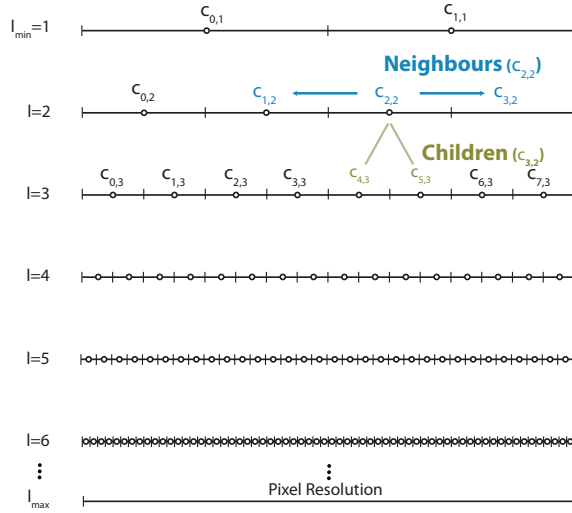 l_min=1 C_0,1 C_1,1
Neighbours (C_2,2)
l=2 C_0,2 C_1,2 C_2,2 C_3,2
Children (C_3,2)
l=3 C_0,3 C_1,3 C_2,3 C_3,3 C_4,3 C_5,3 C_6,3 C_7,3
l=4
l=5
l=6
Pixel Resolution
l_max